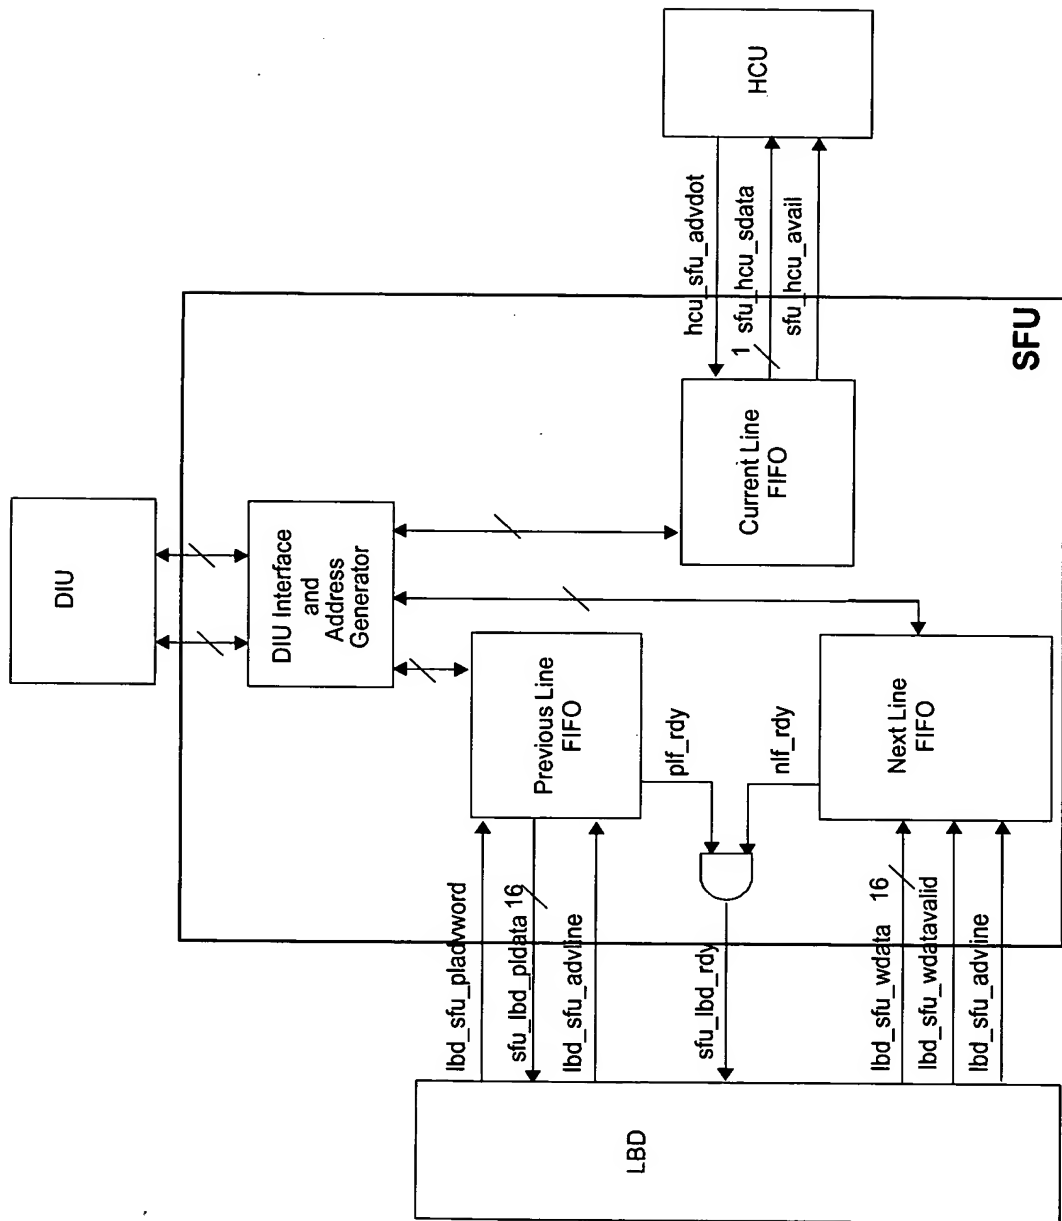 HCU
hcu_sfu_advdot
1
sfu_hcu_sdata
sfu_hcu_avail
SFU
DIU
DIU Interface
and
Address
Generator
Current Line
FIFO
Previous Line
FIFO
plf_rdy
nlf_rdy
Next Line
FIFO
lbd_sfu_pladvword
sfu_lbd_pldata
16
lbd_sfu_advline
sfu_lbd_rdy
lbd_sfu_wdata
16
lbd_sfu_wdatavalid
lbd_sfu_advline
LBD